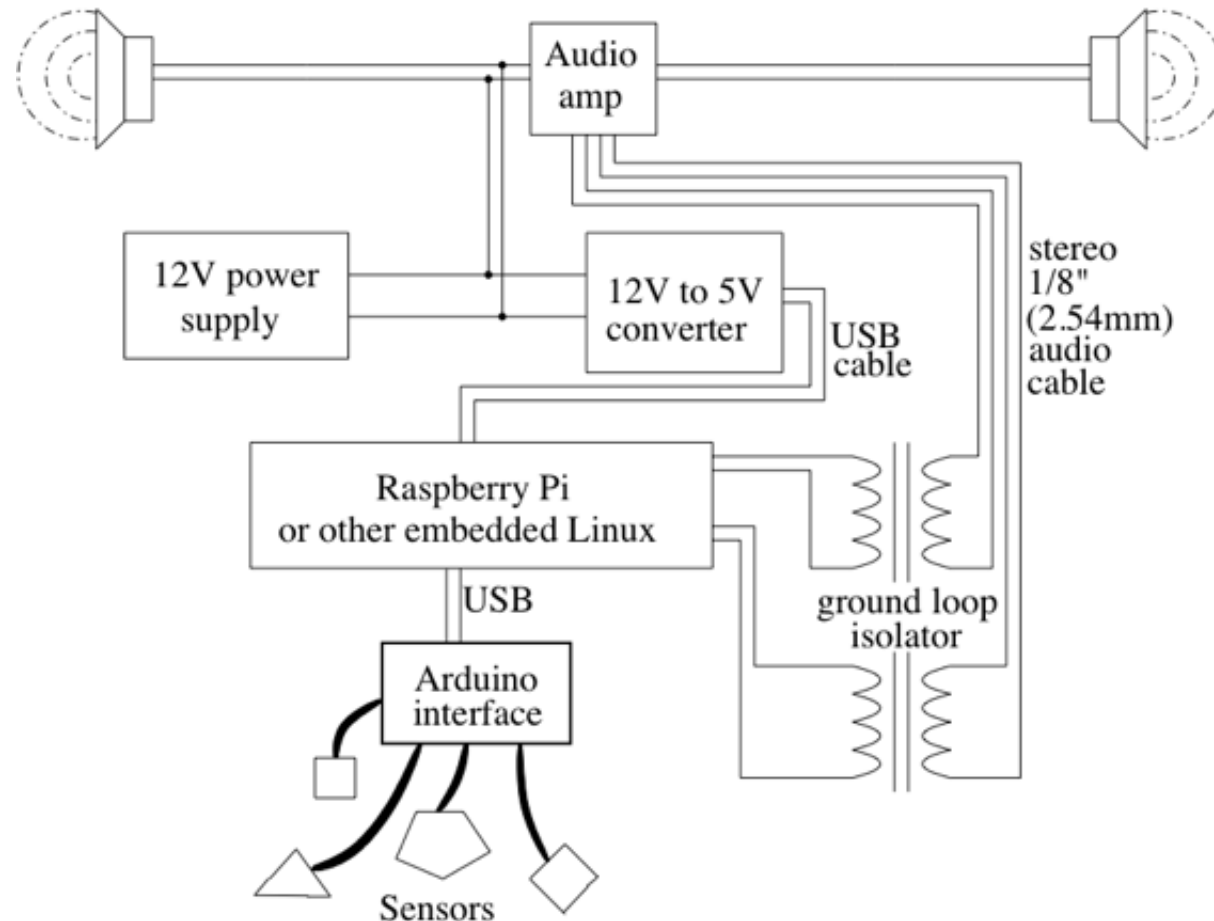 Audio
amp
12V power
supply
12V to 5V
converter
USB
cable
stereo
1/8"
(2.54mm)
audio
cable
Raspberry Pi
or other embedded Linux
USB
ground loop
isolator
Arduino
interface
Sensors